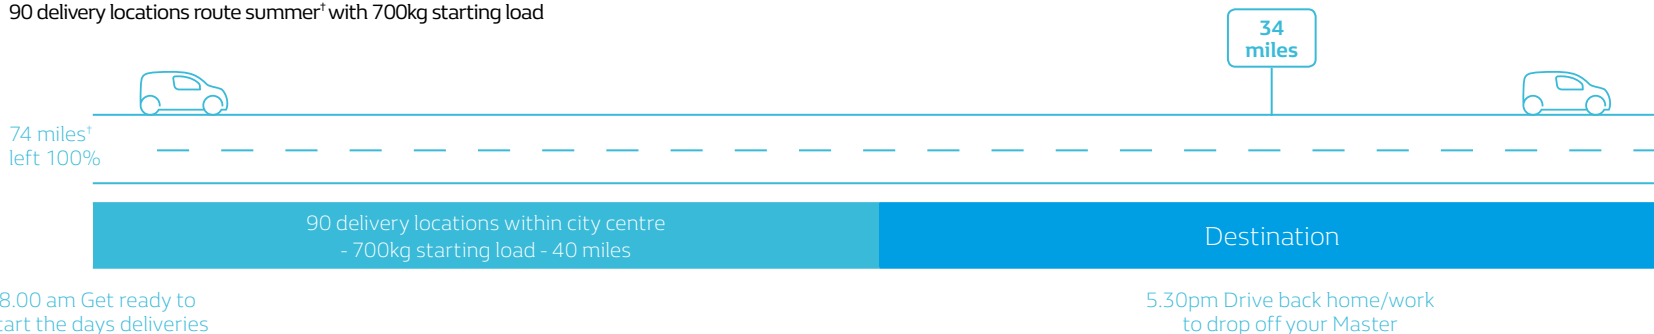 90 delivery locations route summer† with 700kg starting load
34
miles
74 miles†
left 100%
90 delivery locations within city centre
- 700kg starting load - 40 miles
Destination
8.00 am Get ready to
tart the days deliveries
5.30pm Drive back home/work
to drop off your Master